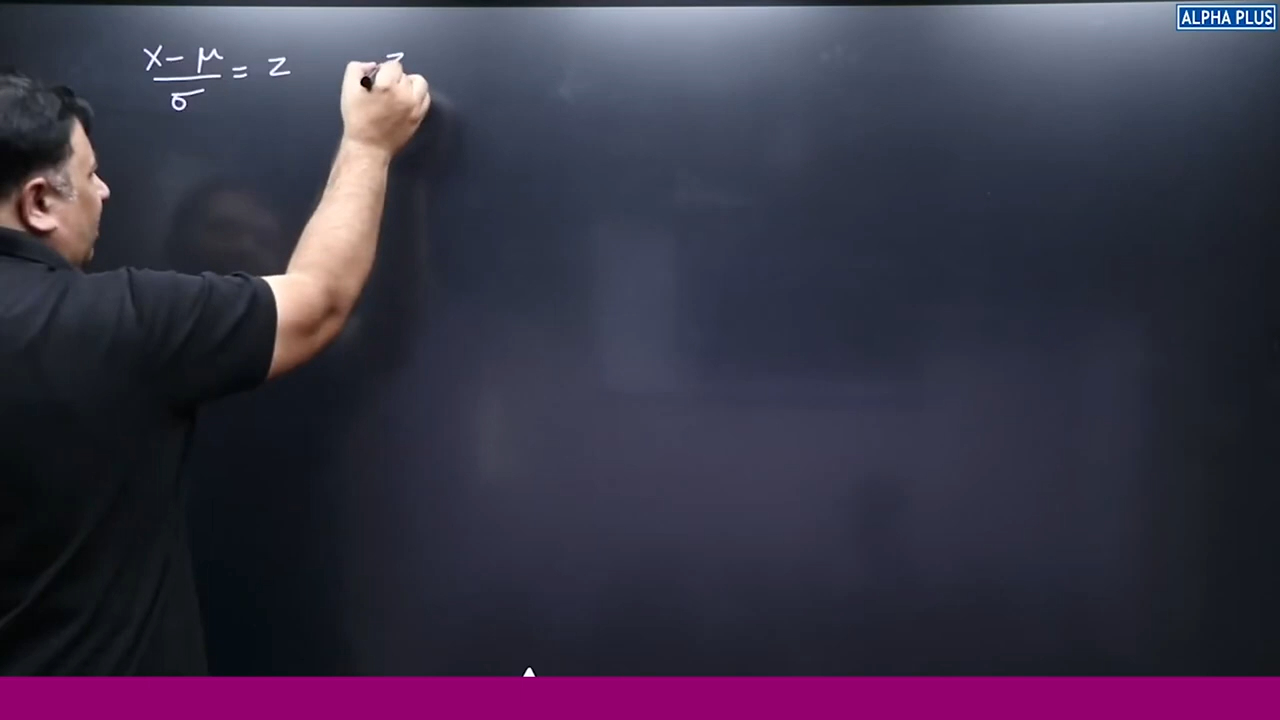 ALPHA PLUS
(x - μ)/σ = z